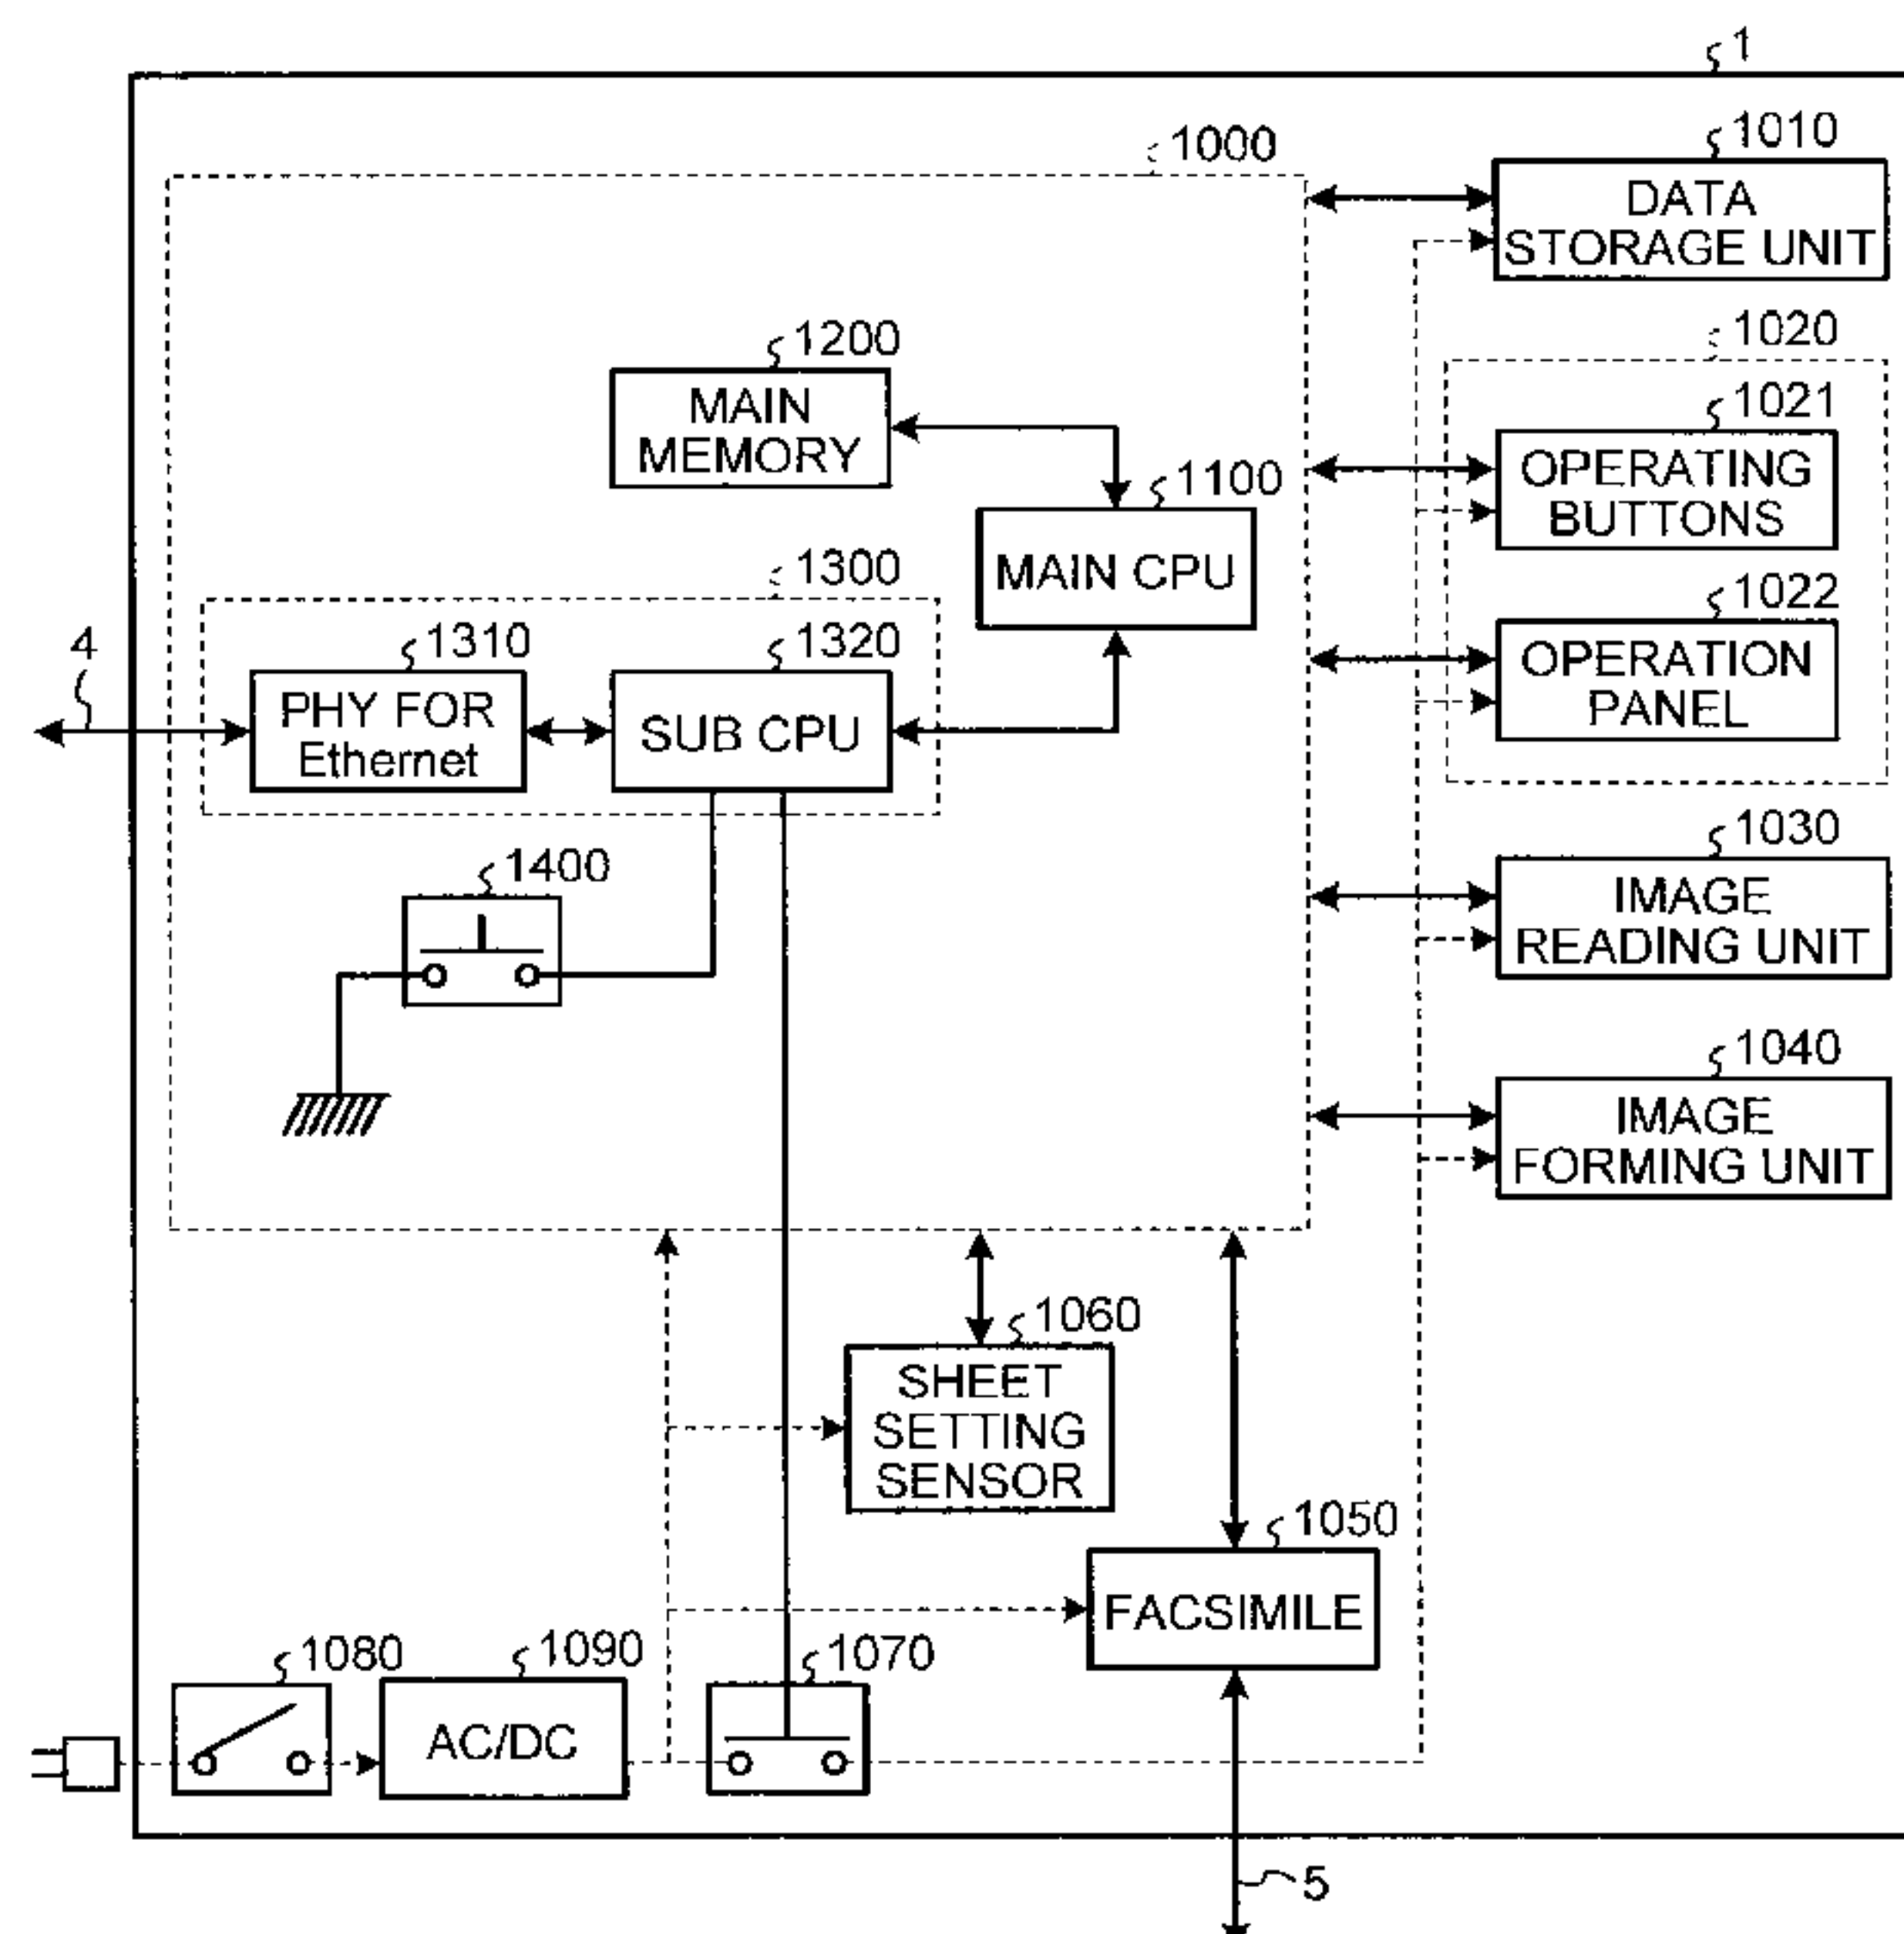 1
1000
1010
DATA
STORAGE UNIT
1020
1200
MAIN
MEMORY
1021
OPERATING
BUTTONS
1100
MAIN CPU
1300
1022
OPERATION
PANEL
4
1310
PHY FOR
Ethernet
1320
SUB CPU
1030
IMAGE
READING UNIT
1400
1040
IMAGE
FORMING UNIT
1060
SHEET
SETTING
SENSOR
1050
FACSIMILE
1080
1090
AC/DC
1070
5